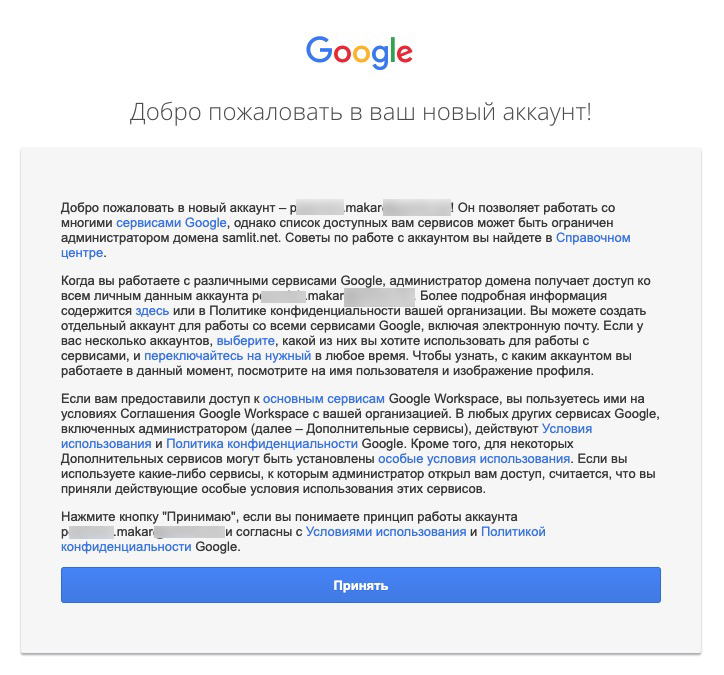 Google
Добро пожаловать в ваш новый аккаунт!
Добро пожаловать в новый аккаунт – p .makar ! Он позволяет работать со
многими сервисами Google, однако список доступных вам сервисов может быть ограничен
администратором домена samlit.net. Советы по работе с аккаунтом вы найдете в Справочном
центре.
Когда вы работаете с различными сервисами Google, администратор домена получает доступ ко
всем личным данным аккаунта p .makar . Более подробная информация
содержится здесь или в Политике конфиденциальности вашей организации. Вы можете создать
отдельный аккаунт для работы со всеми сервисами Google, включая электронную почту. Если у
вас несколько аккаунтов, выберите, какой из них вы хотите использовать для работы с
сервисами, и переключайтесь на нужный в любое время. Чтобы узнать, с каким аккаунтом вы
работаете в данный момент, посмотрите на имя пользователя и изображение профиля.
Если вам предоставили доступ к основным сервисам Google Workspace, вы пользуетесь ими на
условиях Соглашения Google Workspace с вашей организацией. В любых других сервисах Google,
включенных администратором (далее – Дополнительные сервисы), действуют Условия
использования и Политика конфиденциальности Google. Кроме того, для некоторых
Дополнительных сервисов могут быть установлены особые условия использования. Если вы
используете какие-либо сервисы, к которым администратор открыл вам доступ, считается, что вы
приняли действующие особые условия использования этих сервисов.
Нажмите кнопку "Принимаю", если вы понимаете принцип работы аккаунта
p .makar и согласны с Условиями использования и Политикой
конфиденциальности Google.
Принять